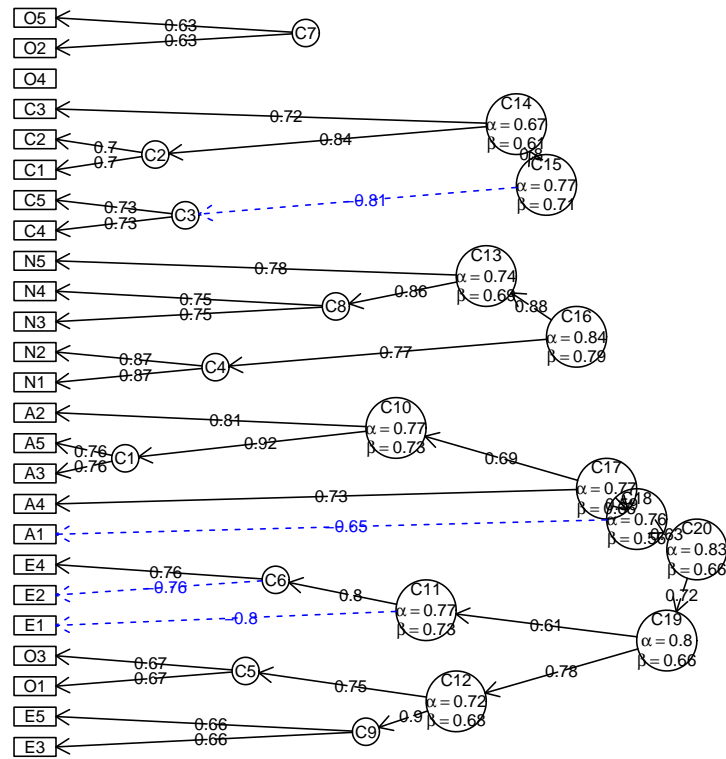 O5
0.63
C7
O2
0.63
O4
C3
0.72
C14
α = 0.67
β = 0.61
C2
0.7
C2
0.84
C1
0.7
C15
α = 0.77
β = 0.71
C5
0.73
C3
−0.81
C4
0.73
N5
0.78
C13
α = 0.74
N4
0.75
C8
0.86
N3
0.75
0.88
C16
α = 0.84
β = 0.79
N2
0.87
C4
0.77
N1
0.87
A2
0.81
C10
α = 0.77
β = 0.73
A5
0.76
C1
0.92
A3
0.76
0.69
C17
α = 0.77
A4
0.73
C18
α = 0.76
A1
−0.65
C20
α = 0.83
β = 0.66
E4
0.76
C6
E2
−0.76
0.8
C11
α = 0.77
β = 0.73
0.72
E1
−0.8
0.61
C19
α = 0.8
β = 0.66
O3
0.67
C5
O1
0.67
0.75
C12
α = 0.72
β = 0.68
0.78
E5
0.66
C9
0.9
E3
0.66